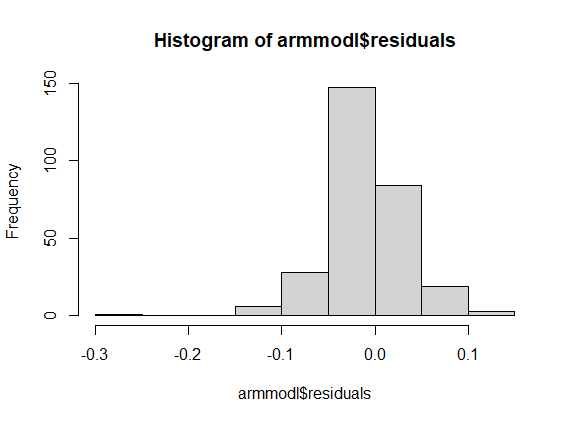 Histogram of armmodl$residuals
Frequency
150
100
50
0
-0.3 -0.2 -0.1 0.0 0.1
armmodl$residuals